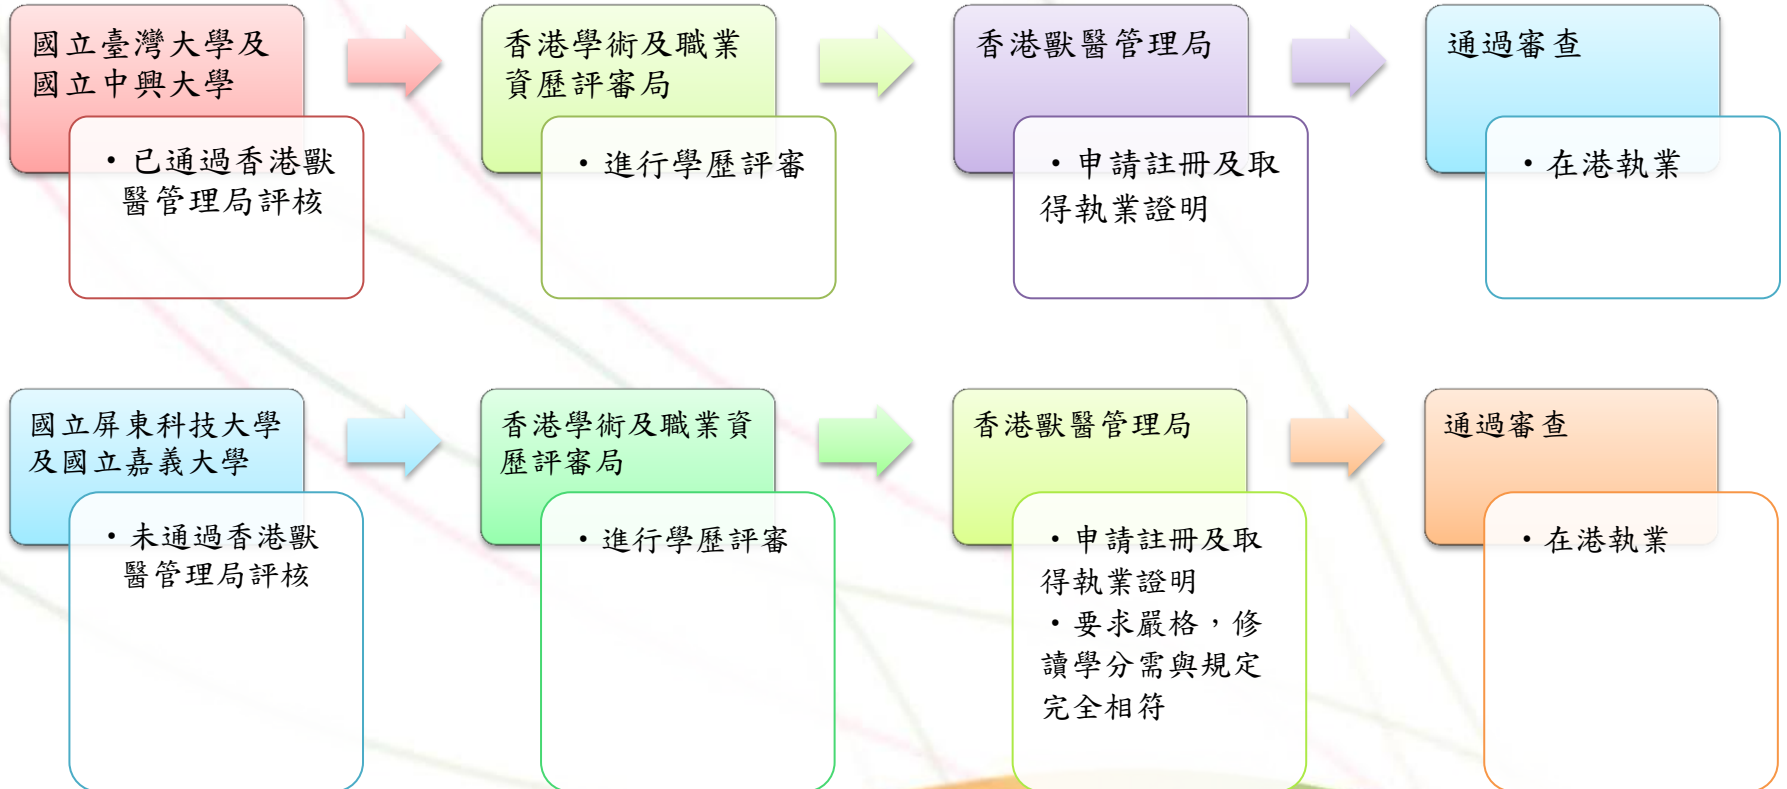 國立臺灣大學及
國立中興大學
• 已通過香港獸
醫管理局評核
香港學術及職業
資歷評審局
• 進行學歷評審
香港獸醫管理局
• 申請註冊及取
得執業證明
通過審查
• 在港執業
國立屏東科技大學
及國立嘉義大學
• 未通過香港獸
醫管理局評核
香港學術及職業資
歷評審局
• 進行學歷評審
香港獸醫管理局
• 申請註冊及取
得執業證明
• 要求嚴格，修
讀學分需與規定
完全相符
通過審查
• 在港執業